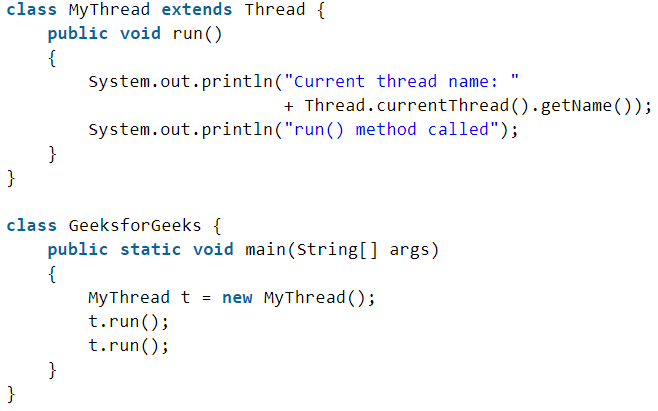 class MyThread extends Thread {
    public void run()
    {
        System.out.println("Current thread name: "
                           + Thread.currentThread().getName());
        System.out.println("run() method called");
    }
}

class GeeksforGeeks {
    public static void main(String[] args)
    {
        MyThread t = new MyThread();
        t.run();
        t.run();
    }
}